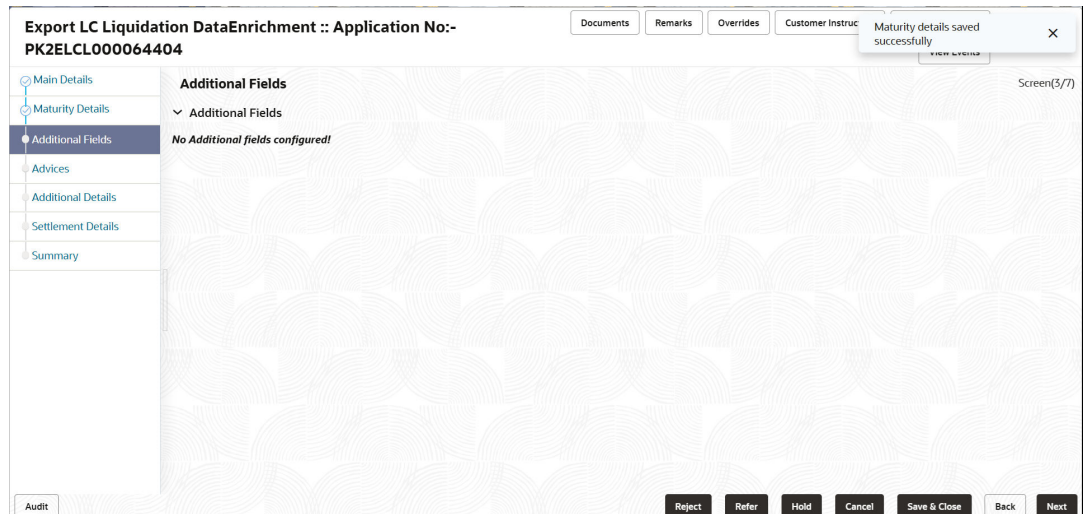 Export LC Liquidation DataEnrichment :: Application No:-
PK2ELCL000064404
Documents
Remarks
Overrides
Customer Instruc
Maturity details saved
successfully
View Events
Main Details
Maturity Details
Additional Fields
Advices
Additional Details
Settlement Details
Summary
Additional Fields
Screen(3/7)
Additional Fields
No Additional fields configured!
Audit
Reject
Refer
Hold
Cancel
Save & Close
Back
Next